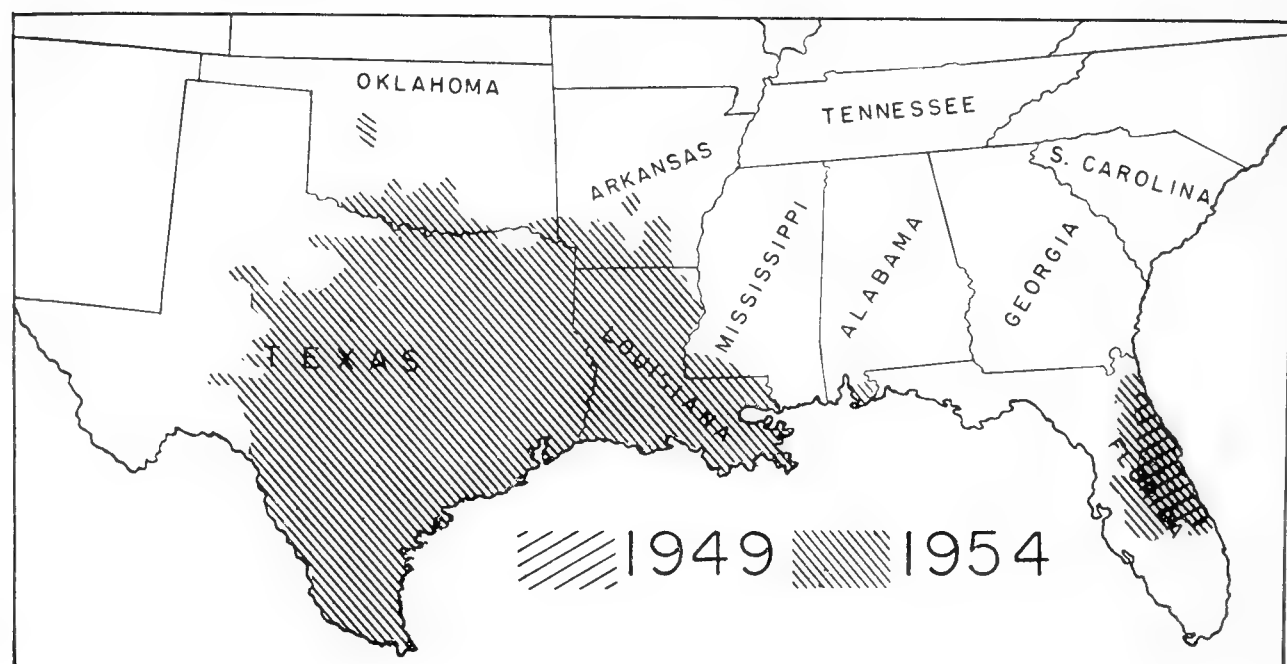 OKLAHOMA
TENNESSEE
ARKANSAS
S. CAROLINA
MISSISSIPPI
ALABAMA
GEORGIA
TEXAS
LOUISIANA
1949
1954